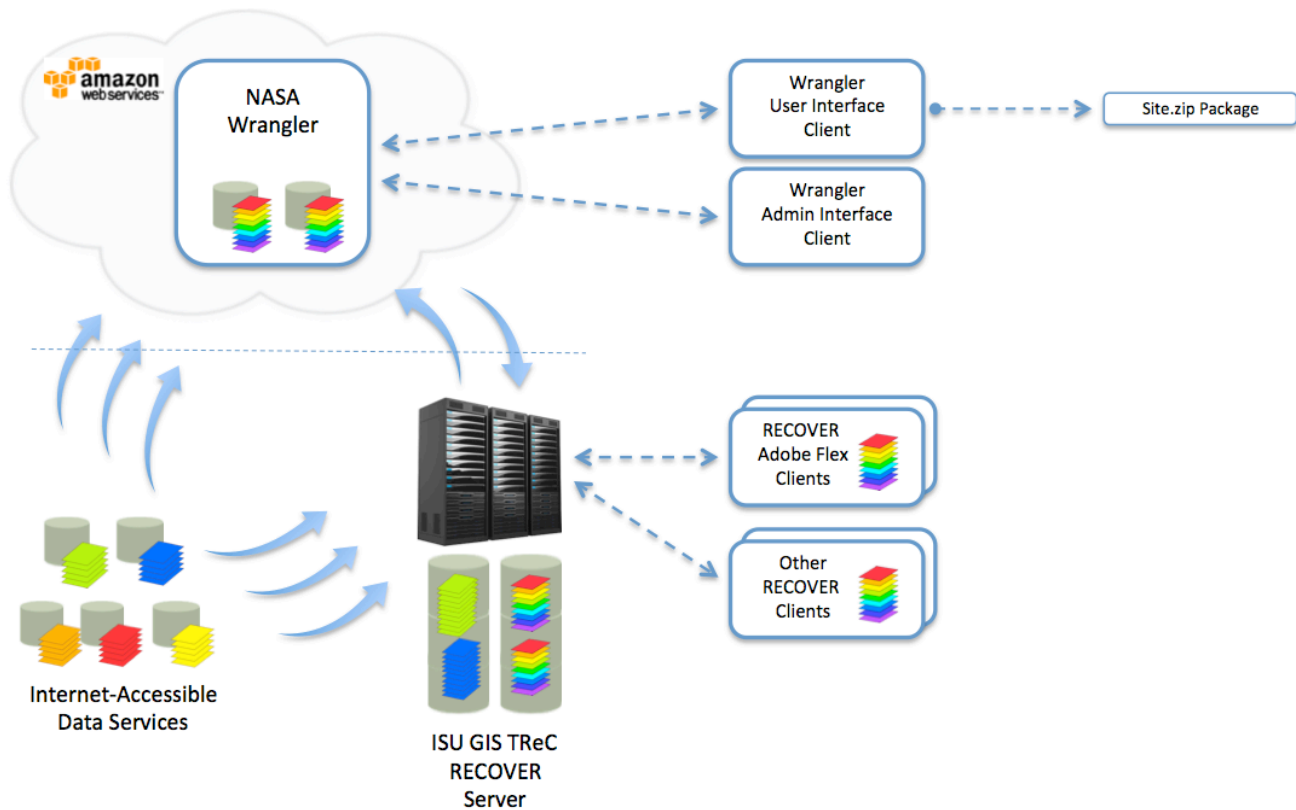 amazon
web services™
NASA
Wrangler
Wrangler
User Interface
Client
Site.zip Package
Wrangler
Admin Interface
Client
RECOVER
Adobe Flex
Clients
Other
RECOVER
Clients
Internet-Accessible
Data Services
ISU GIS TReC
RECOVER
Server